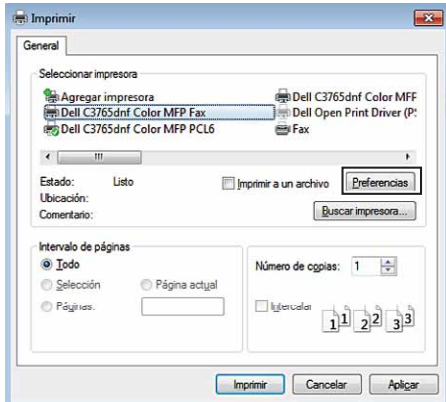 Imprimir
General
Seleccionar impresora
Agregar impresora
Dell C3765dnf Color MFP Fax
Dell C3765dnf Color MFP PCL6
Dell C3765dnf Color MFF
Dell Open Print Driver (P:
Fax
Estado: Listo
Ubicación:
Comentario:
Imprimir a un archivo
Preferencias
Buscar impresora...
Intervalo de páginas
Todo
Selección
Página actual
Páginas:
Número de copias: 1
Intercalar
1 1 2 2 3 3
Imprimir
Cancelar
Aplicar